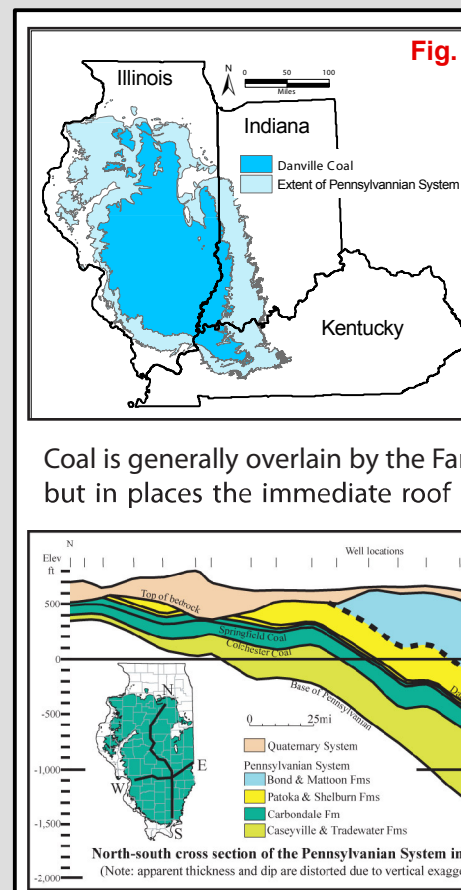 Fig.
Illinois
N
0 50 100
Miles
Indiana
Danville Coal
Extent of Pennsylvannian System
Kentucky
Coal is generally overlain by the Far
but in places the immediate roof
N
Elev
ft
Well locations
500
0
-500
-1,000
-1,500
-2,000
Top of bedrock
Springfield Coal
Colchester Coal
Base of Pennsylvanian
Da
N
E
W
S
0 25mi
Quaternary System
Pennsylvanian System
Bond & Mattoon Fms
Patoka & Shelburn Fms
Carbondale Fm
Caseyville & Tradewater Fms
North-south cross section of the Pennsylvanian System in
(Note: apparent thickness and dip are distorted due to vertical exagge